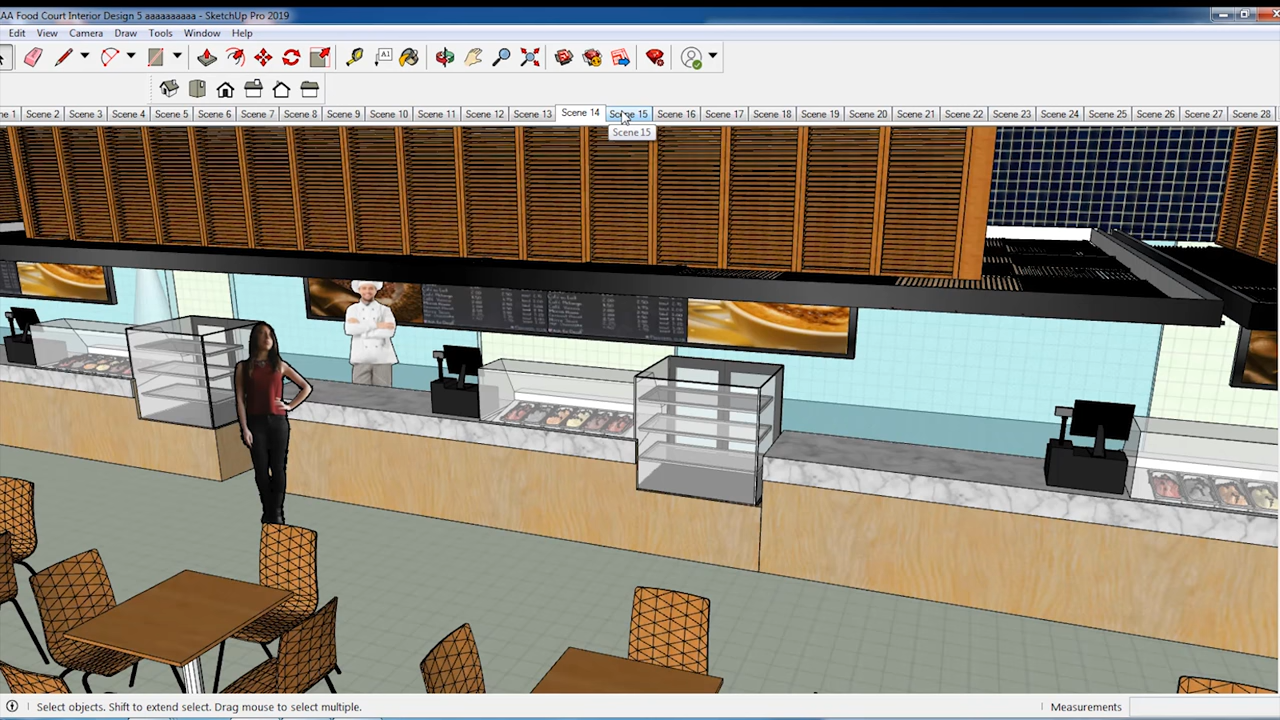 AA Food Court Interior Design 5 aaaaaaaaaa - SketchUp Pro 2019
Edit View Camera Draw Tools Window Help
A1
ne 1 Scene 2 Scene 3 Scene 4 Scene 5 Scene 6 Scene 7 Scene 8 Scene 9 Scene 10 Scene 11 Scene 12 Scene 13 Scene 14 Scene 15 Scene 16 Scene 17 Scene 18 Scene 19 Scene 20 Scene 21 Scene 22 Scene 23 Scene 24 Scene 25 Scene 26 Scene 27 Scene 28
Scene 15
Select objects. Shift to extend select. Drag mouse to select multiple. Measurements